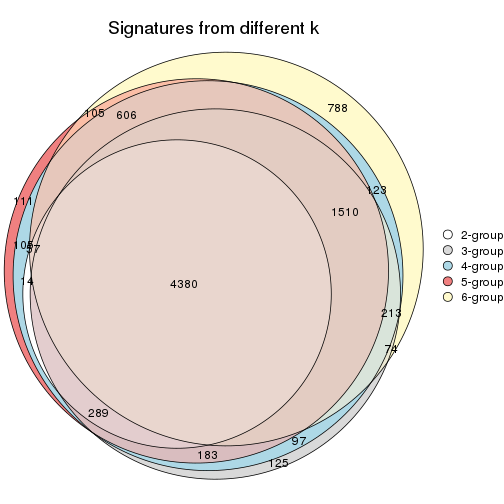 Signatures from different k
788
105
606
123
111
1510
105
57
14
4380
213
74
289
97
183
125
2-group
3-group
4-group
5-group
6-group